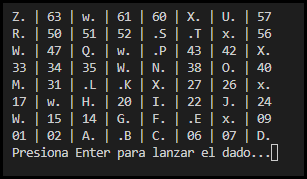 Z. | 63 | w. | 61 | 60 | X. | U. | 57
R. | 50 | 51 | 52 | .S | .T | x. | 56
W. | 47 | Q. | w. | .P | 43 | 42 | X.
33 | 34 | 35 | W. | N. | 38 | O. | 40
M. | 31 | .L | .K | X. | 27 | 26 | x.
17 | w. | H. | 20 | I. | 22 | J. | 24
W. | 15 | 14 | G. | F. | .E | x. | 09
01 | 02 | A. | .B | C. | 06 | 07 | D.
Presiona Enter para lanzar el dado...